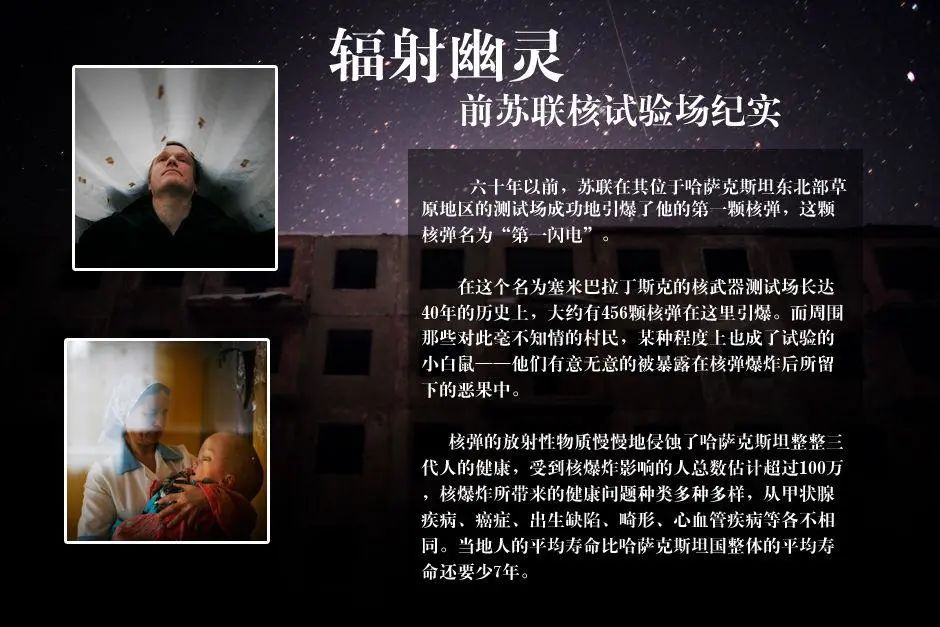 辐射幽灵
前苏联核试验场纪实
六十年以前，苏联在其位于哈萨克斯坦东北部草
原地区的测试场成功地引爆了他的第一颗核弹，这颗
核弹名为“第一闪电”。
在这个名为塞米巴拉丁斯克的核武器测试场长达
40年的历史上，大约有456颗核弹在这里引爆。而周围
那些对此毫不知情的村民，某种程度上也成了试验的
小白鼠——他们有意无意的被暴露在核弹爆炸后所留
下的恶果中。
核弹的放射性物质慢慢地侵蚀了哈萨克斯坦整整三
代人的健康，受到核爆炸影响的人总数估计超过100万
，核爆炸所带来的健康问题种类多种多样，从甲状腺
疾病、癌症、出生缺陷、畸形、心血管疾病等各不相
同。当地人的平均寿命比哈萨克斯坦国整体的平均寿
命还要少7年。